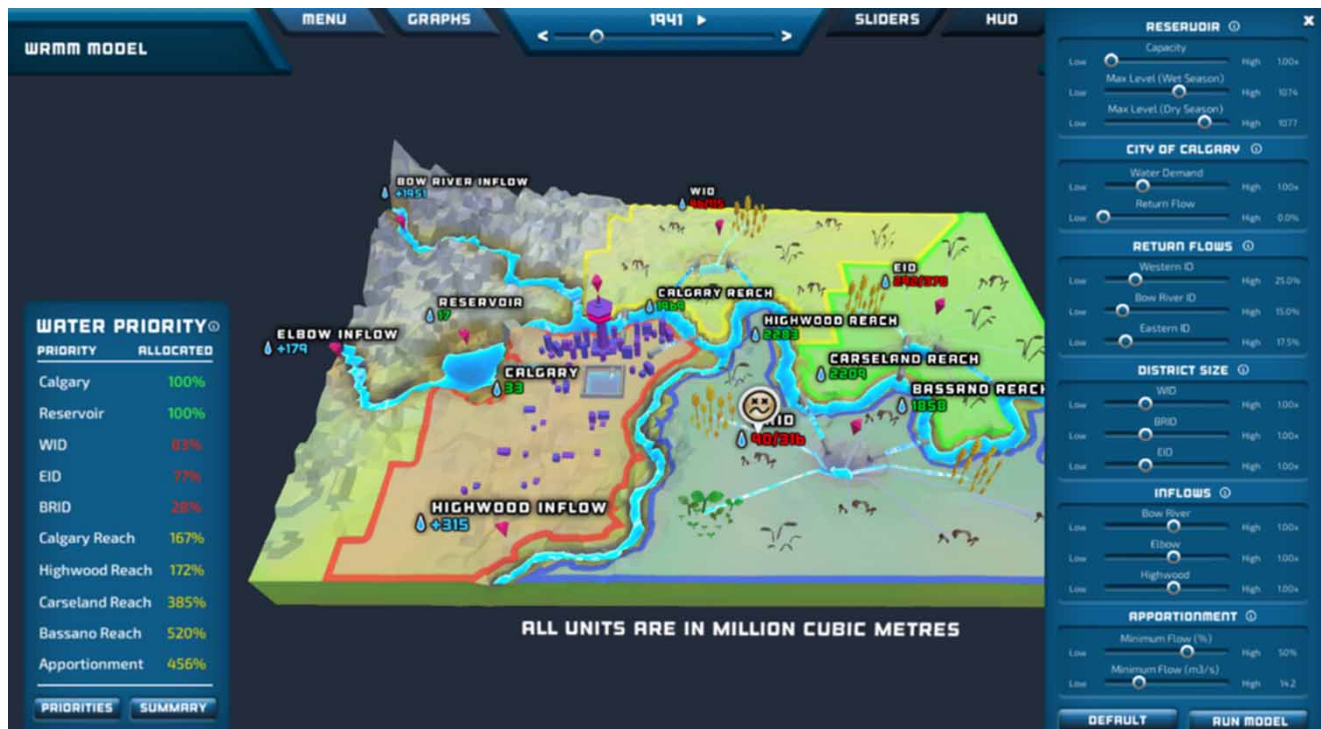 MENU
GRAPHS
1941
SLIDERS
HUD
x
WRMM MODEL
< >
BOW RIVER INFLOW
+1951
WID
96/115
EID
292/378
RESERVOIR
17
CALGARY REACH
1969
HIGHWOOD REACH
2283
ELBOW INFLOW
+179
CALGARY
33
CARSELAND REACH
2209
BASSANO REACH
1858
90/316
HIGHWOOD INFLOW
+315
ALL UNITS ARE IN MILLION CUBIC METRES
WATER PRIORITY
PRIORITY ALLOCATED
Calgary 100%
Reservoir 100%
WID 83%
EID 77%
BRID 28%
Calgary Reach 167%
Highwood Reach 172%
Carseland Reach 385%
Bassano Reach 520%
Apportionment 456%
PRIORITIES SUMMARY
RESERVOIR
Capacity
Low High 1.00x
Max Level (Wet Season)
Low High 1074
Max Level (Dry Season)
Low High 1077
CITY OF CALGARY
Water Demand
Low High 1.00x
Return Flow
Low High 0.0%
RETURN FLOWS
Western ID
Low High 25.0%
Bow River ID
Low High 15.0%
Eastern ID
Low High 17.5%
DISTRICT SIZE
WID
Low High 1.00x
BRID
Low High 1.00x
EID
Low High 1.00x
INFLOWS
Bow River
Low High 1.00x
Elbow
Low High 1.00x
Highwood
Low High 1.00x
APPORTIONMENT
Minimum Flow (%)
Low High 50%
Minimum Flow (m3/s)
Low High 14.2
DEFAULT RUN MODEL